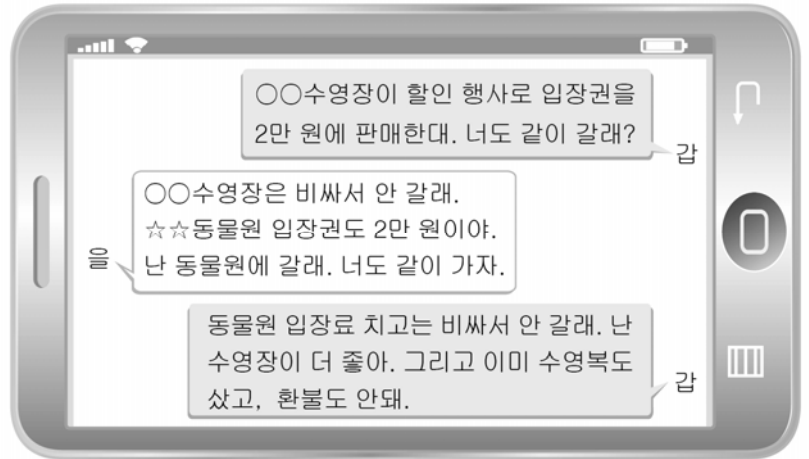 ○○수영장이 할인 행사로 입장권을
2만 원에 판매한대. 너도 같이 갈래?
갑
○○수영장은 비싸서 안 갈래.
☆☆동물원 입장권도 2만 원이야.
난 동물원에 갈래. 너도 같이 가자.
을
동물원 입장료 치고는 비싸서 안 갈래. 난
수영장이 더 좋아. 그리고 이미 수영복도
샀고, 환불도 안돼.
갑